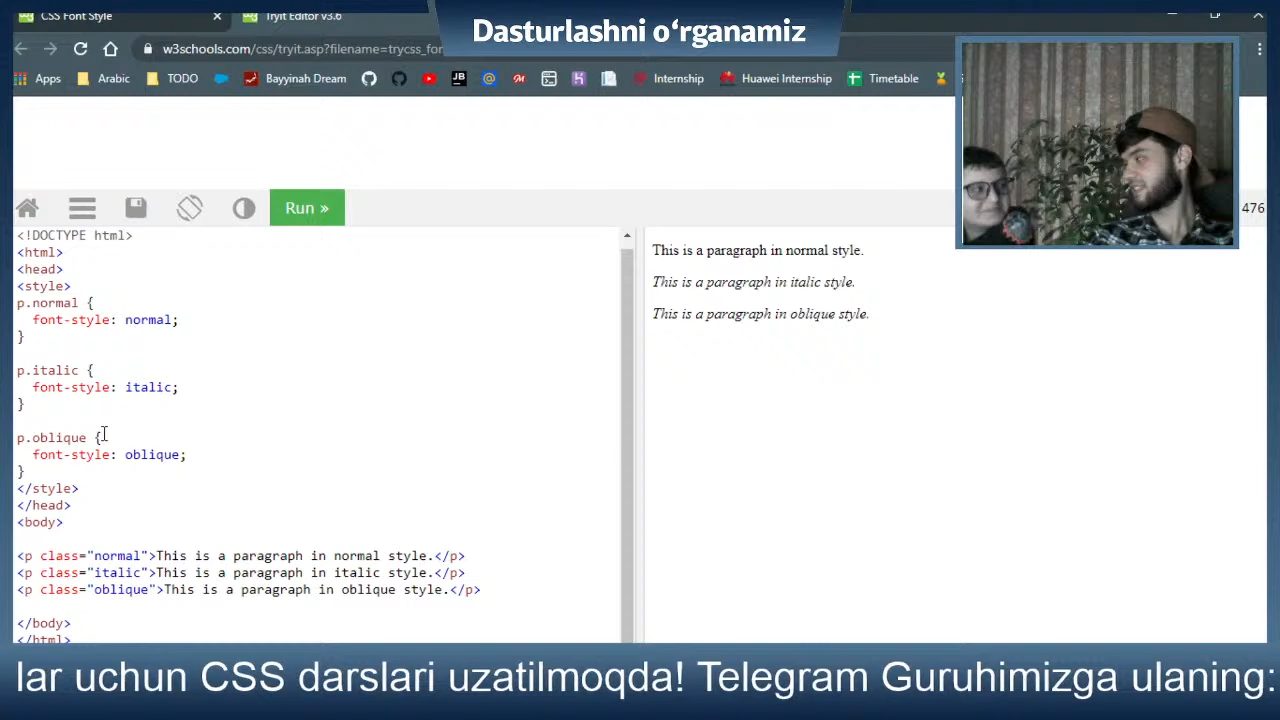 CSS Font Style
Tryit Editor v3.6
Dasturlashni o‘rganamiz
w3schools.com/css/tryit.asp?filename=trycss_fon
Apps
Arabic
TODO
Bayyinah Dream
Internship
Huawei Internship
Timetable
Run »
476
<!DOCTYPE html>
<html>
<head>
<style>
p.normal {
font-style: normal;
}
p.italic {
font-style: italic;
}
p.oblique {
font-style: oblique;
}
</style>
</head>
<body>
<p class="normal">This is a paragraph in normal style.</p>
<p class="italic">This is a paragraph in italic style.</p>
<p class="oblique">This is a paragraph in oblique style.</p>
</body>
</html>
This is a paragraph in normal style.
This is a paragraph in italic style.
This is a paragraph in oblique style.
lar uchun CSS darslari uzatilmoqda! Telegram Guruhimizga ulaning: